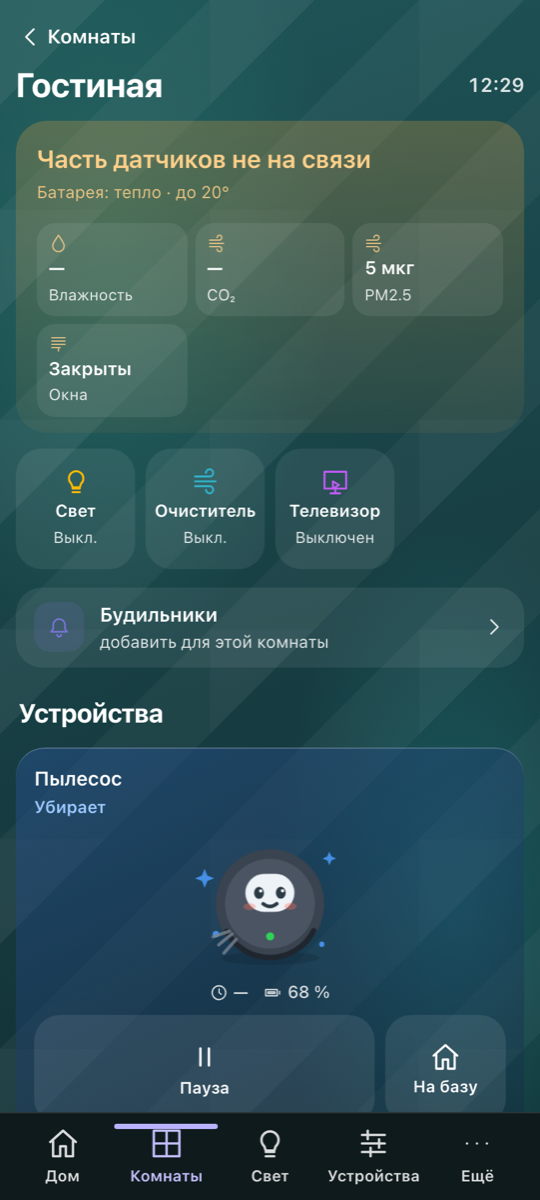 Комнаты
Гостиная
12:29
Часть датчиков не на связи
Батарея: тепло · до 20°
—
Влажность
—
CO₂
5 мкг
PM2.5
Закрыты
Окна
Свет
Выкл.
Очиститель
Выкл.
Телевизор
Выключен
Будильники
добавить для этой комнаты
Устройства
Пылесос
Убирает
— 68 %
Пауза
На базу
Дом
Комнаты
Свет
Устройства
Ещё